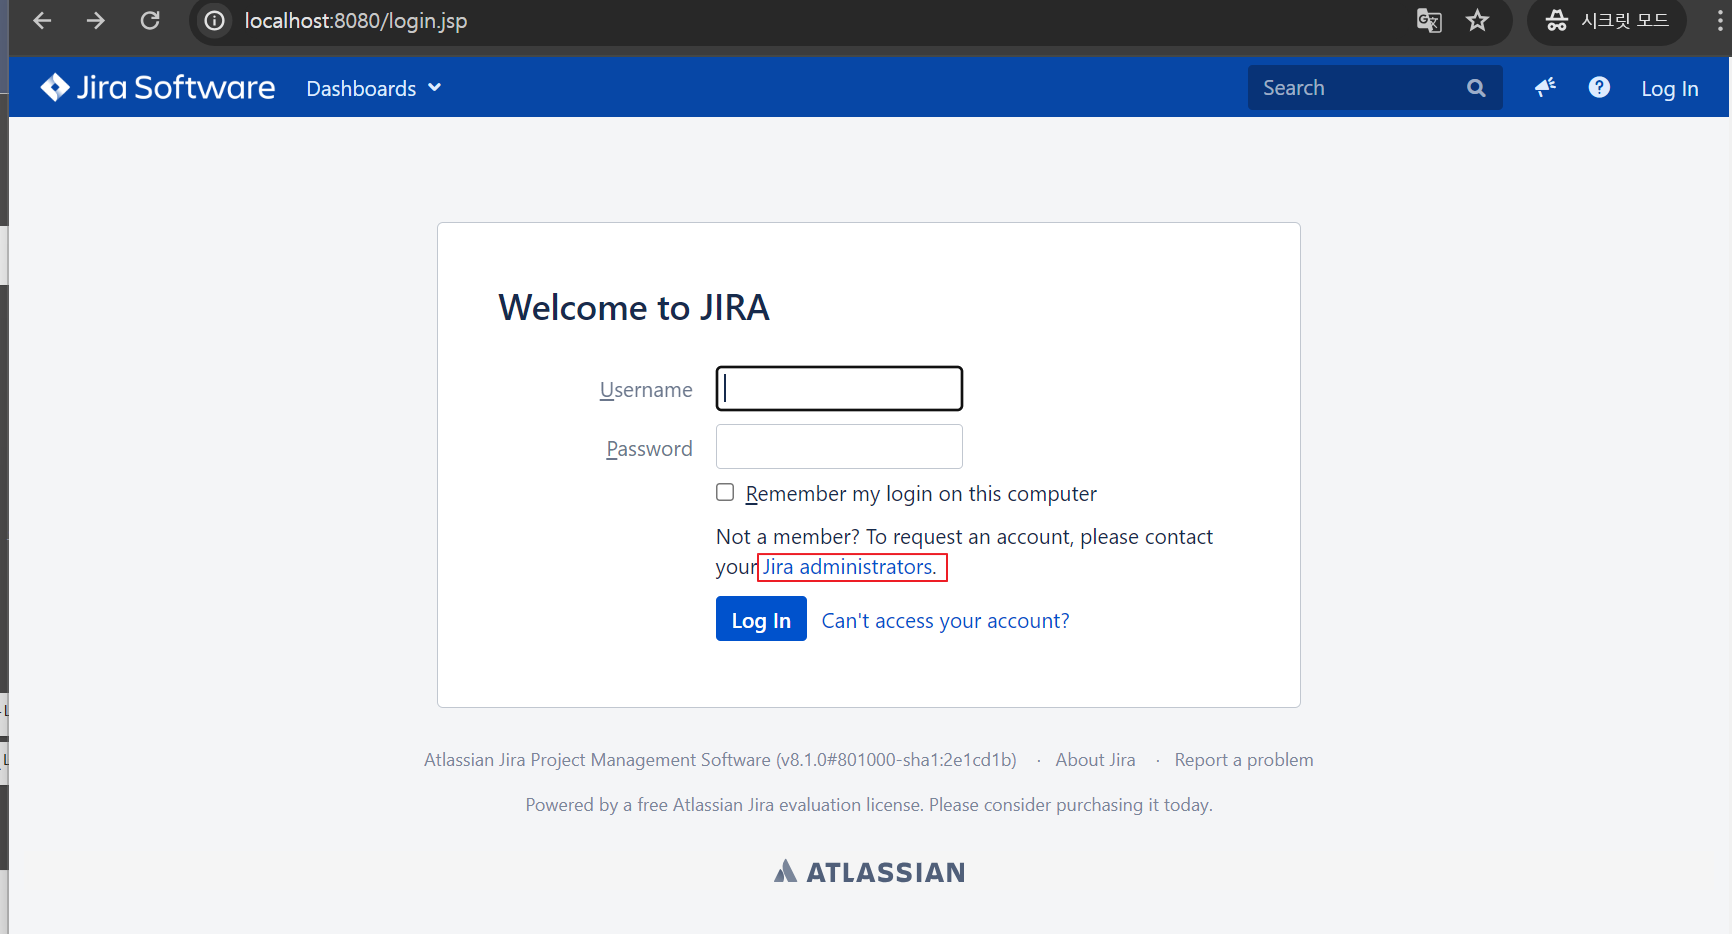 localhost:8080/login.jsp
시크릿 모드
Jira Software
Dashboards
Search
?
Log In
Welcome to JIRA
Username
Password
Remember my login on this computer
Not a member? To request an account, please contact
your Jira administrators.
Log In
Can't access your account?
Atlassian Jira Project Management Software (v8.1.0#801000-sha1:2e1cd1b) · About Jira · Report a problem
Powered by a free Atlassian Jira evaluation license. Please consider purchasing it today.
ATLASSIAN